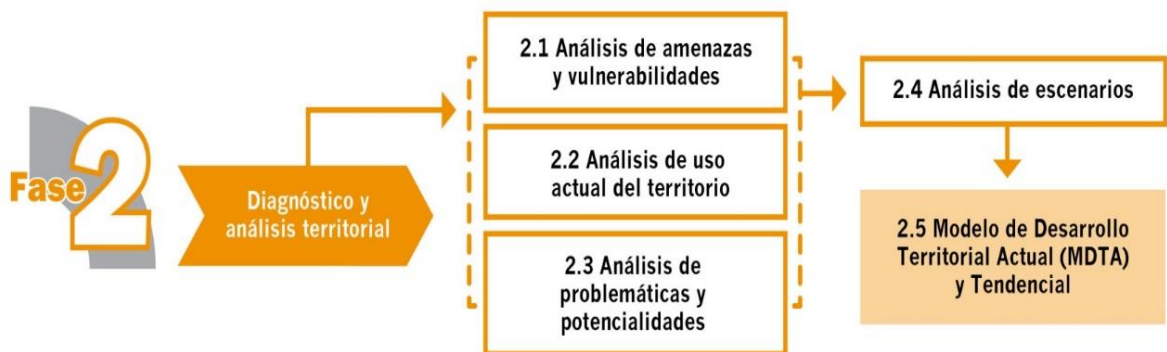 Fase 2
Diagnóstico y
análisis territorial
2.1 Análisis de amenazas
y vulnerabilidades
2.2 Análisis de uso
actual del territorio
2.3 Análisis de
problemáticas y
potencialidades
2.4 Análisis de escenarios
2.5 Modelo de Desarrollo
Territorial Actual (MDTA)
y Tendencial